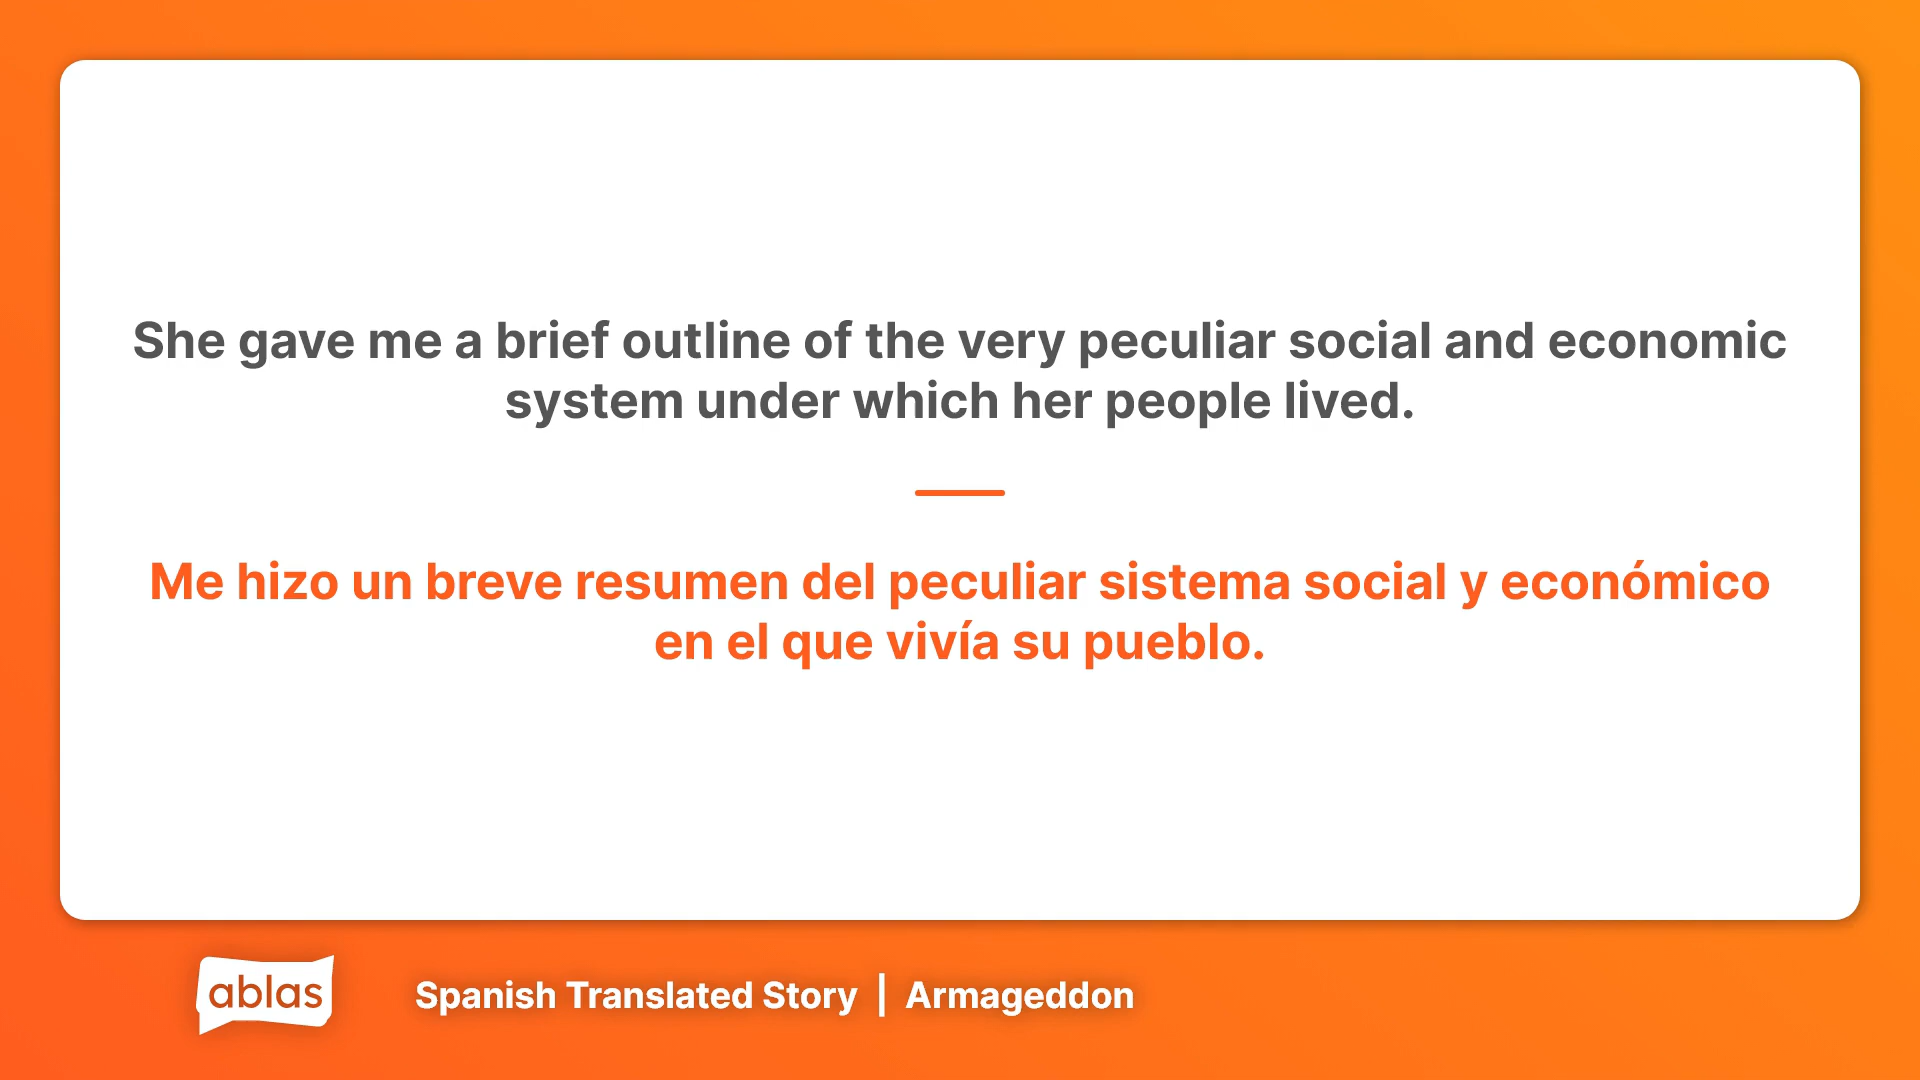 She gave me a brief outline of the very peculiar social and economic
system under which her people lived.
Me hizo un breve resumen del peculiar sistema social y económico
en el que vivía su pueblo.
ablas
Spanish Translated Story | Armageddon